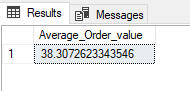 Results Messages
Average_Order_value
1 38.3072623343546